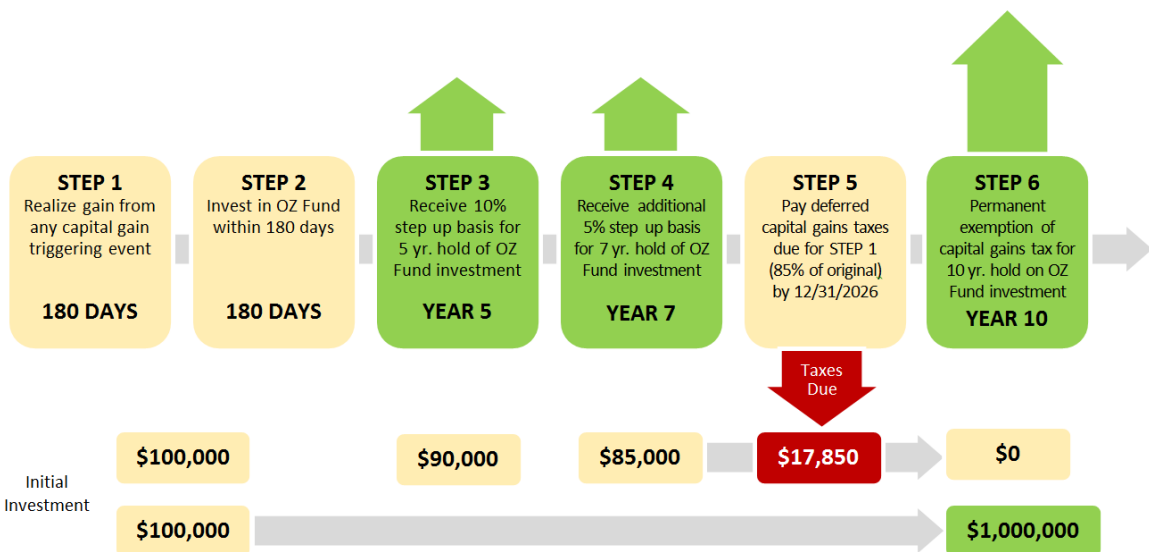 STEP 1
Realize gain from
any capital gain
triggering event
180 DAYS
STEP 2
Invest in OZ Fund
within 180 days
180 DAYS
STEP 3
Receive 10%
step up basis for
5 yr. hold of OZ
Fund investment
YEAR 5
STEP 4
Receive additional
5% step up basis
for 7 yr. hold of OZ
Fund investment
YEAR 7
STEP 5
Pay deferred
capital gains taxes
due for STEP 1
(85% of original)
by 12/31/2026
STEP 6
Permanent
exemption of
capital gains tax for
10 yr. hold on OZ
Fund investment
YEAR 10
Taxes
Due
Initial
Investment
$100,000
$90,000
$85,000
$17,850
$0
$100,000
$1,000,000